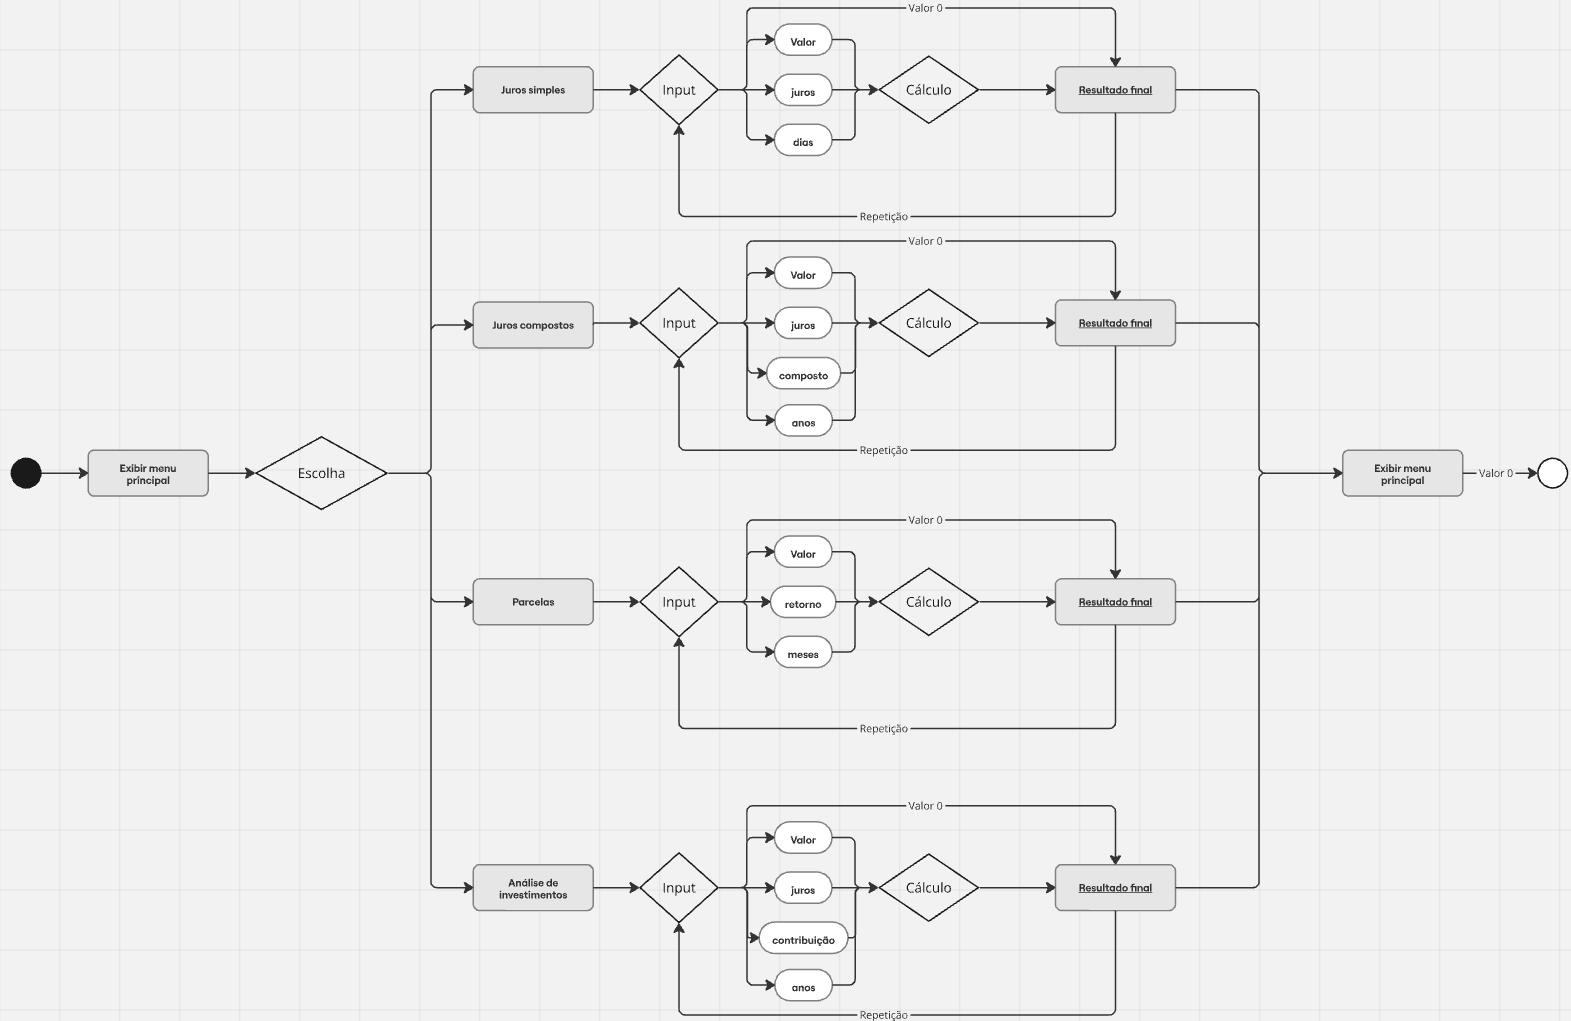 Valor 0
Valor
Juros simples
Input
juros
Cálculo
Resultado final
dias
Repetição
Valor 0
Valor
Juros compostos
Input
juros
Cálculo
Resultado final
composto
anos
Repetição
Exibir menu
principal
Escolha
Exibir menu
principal
Valor 0
Valor 0
Valor
Parcelas
Input
retorno
Cálculo
Resultado final
meses
Repetição
Valor 0
Valor
Análise de
investimentos
Input
juros
Cálculo
Resultado final
contribuição
anos
Repetição